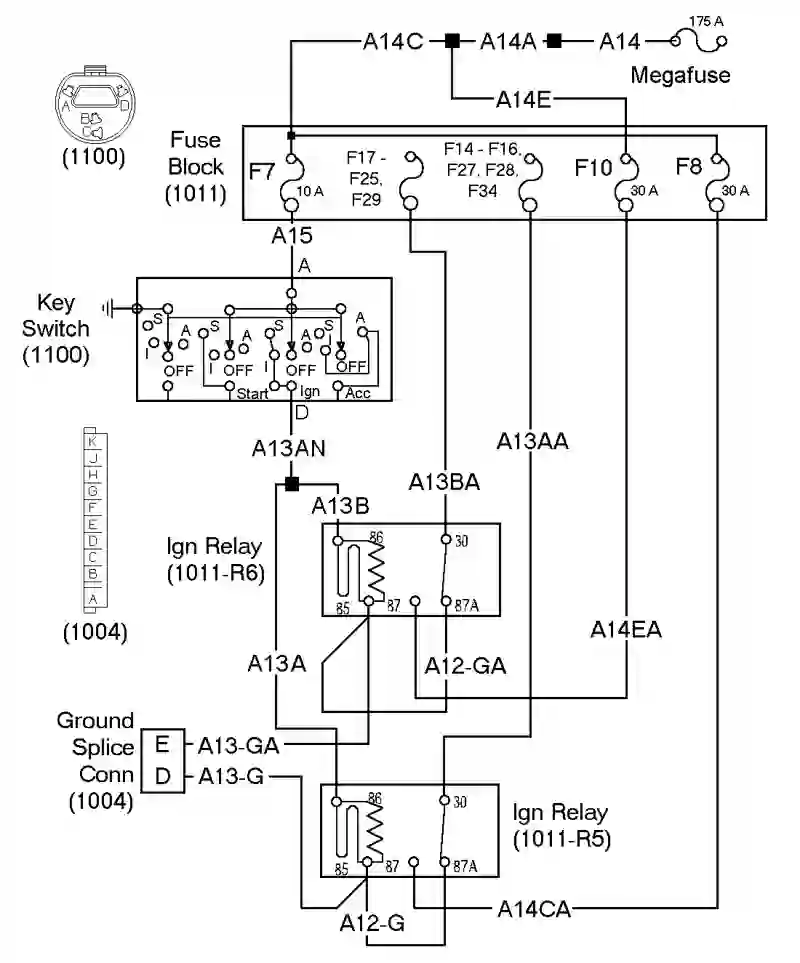 175 A
A14C
A14A
A14
Megafuse
A14E
A
D
B
C
(1100)
Fuse
Block
(1011)
F7
10 A
F17 -
F25,
F29
F14 - F16,
F27, F28,
F34
F10
30 A
F8
30 A
A15
A
Key
Switch
(1100)
S
I
A
OFF
S
I
A
OFF
Start
S
I
A
OFF
Ign
S
I
A
OFF
Acc
D
A13AN
A13AA
A13BA
A13B
K
J
H
G
F
E
D
C
B
A
(1004)
Ign Relay
(1011-R6)
86
30
85
87
87A
A14EA
A13A
A12-GA
Ground
Splice
Conn
(1004)
E
D
A13-GA
A13-G
86
30
85
87
87A
Ign Relay
(1011-R5)
A12-G
A14CA